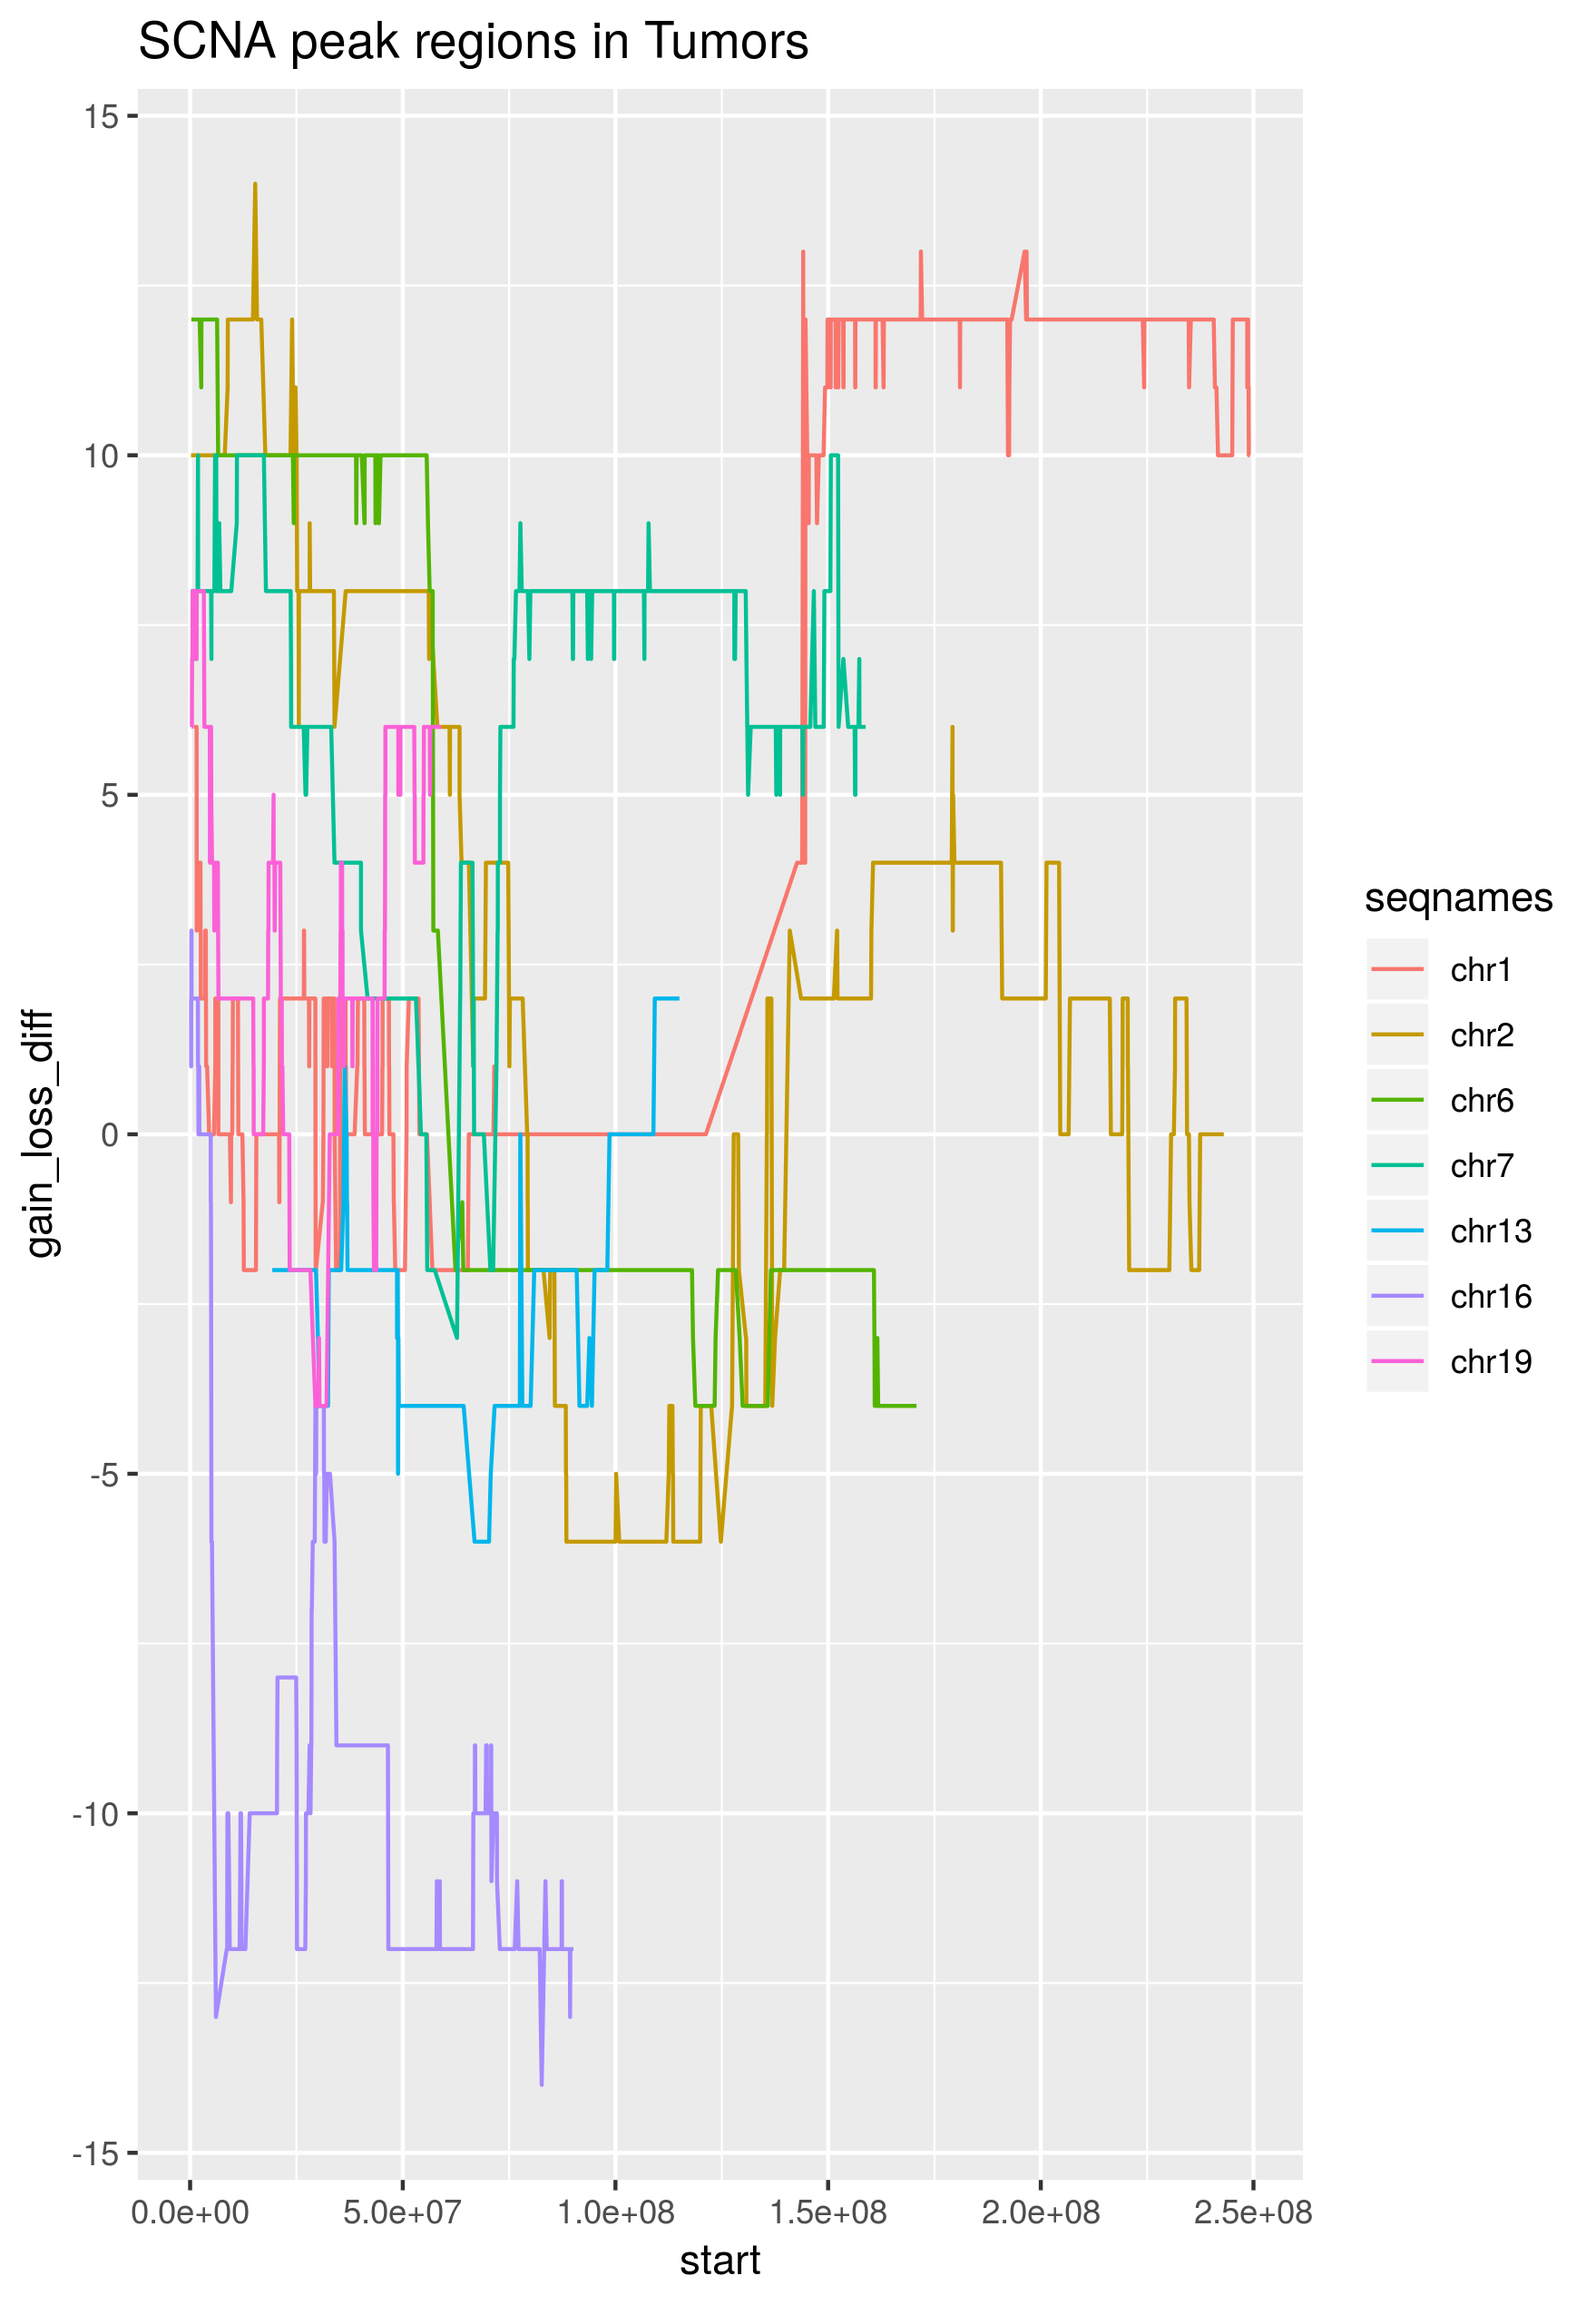 SCNA peak regions in Tumors
15
10
5
0
-5
-10
-15
gain_loss_diff
0.0e+00 5.0e+07 1.0e+08 1.5e+08 2.0e+08 2.5e+08
start
seqnames
chr1
chr2
chr6
chr7
chr13
chr16
chr19